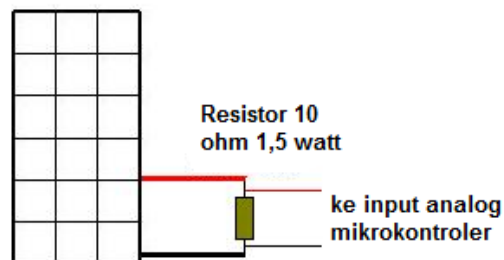 Resistor 10
ohm 1,5 watt
ke input analog
mikrokontroler